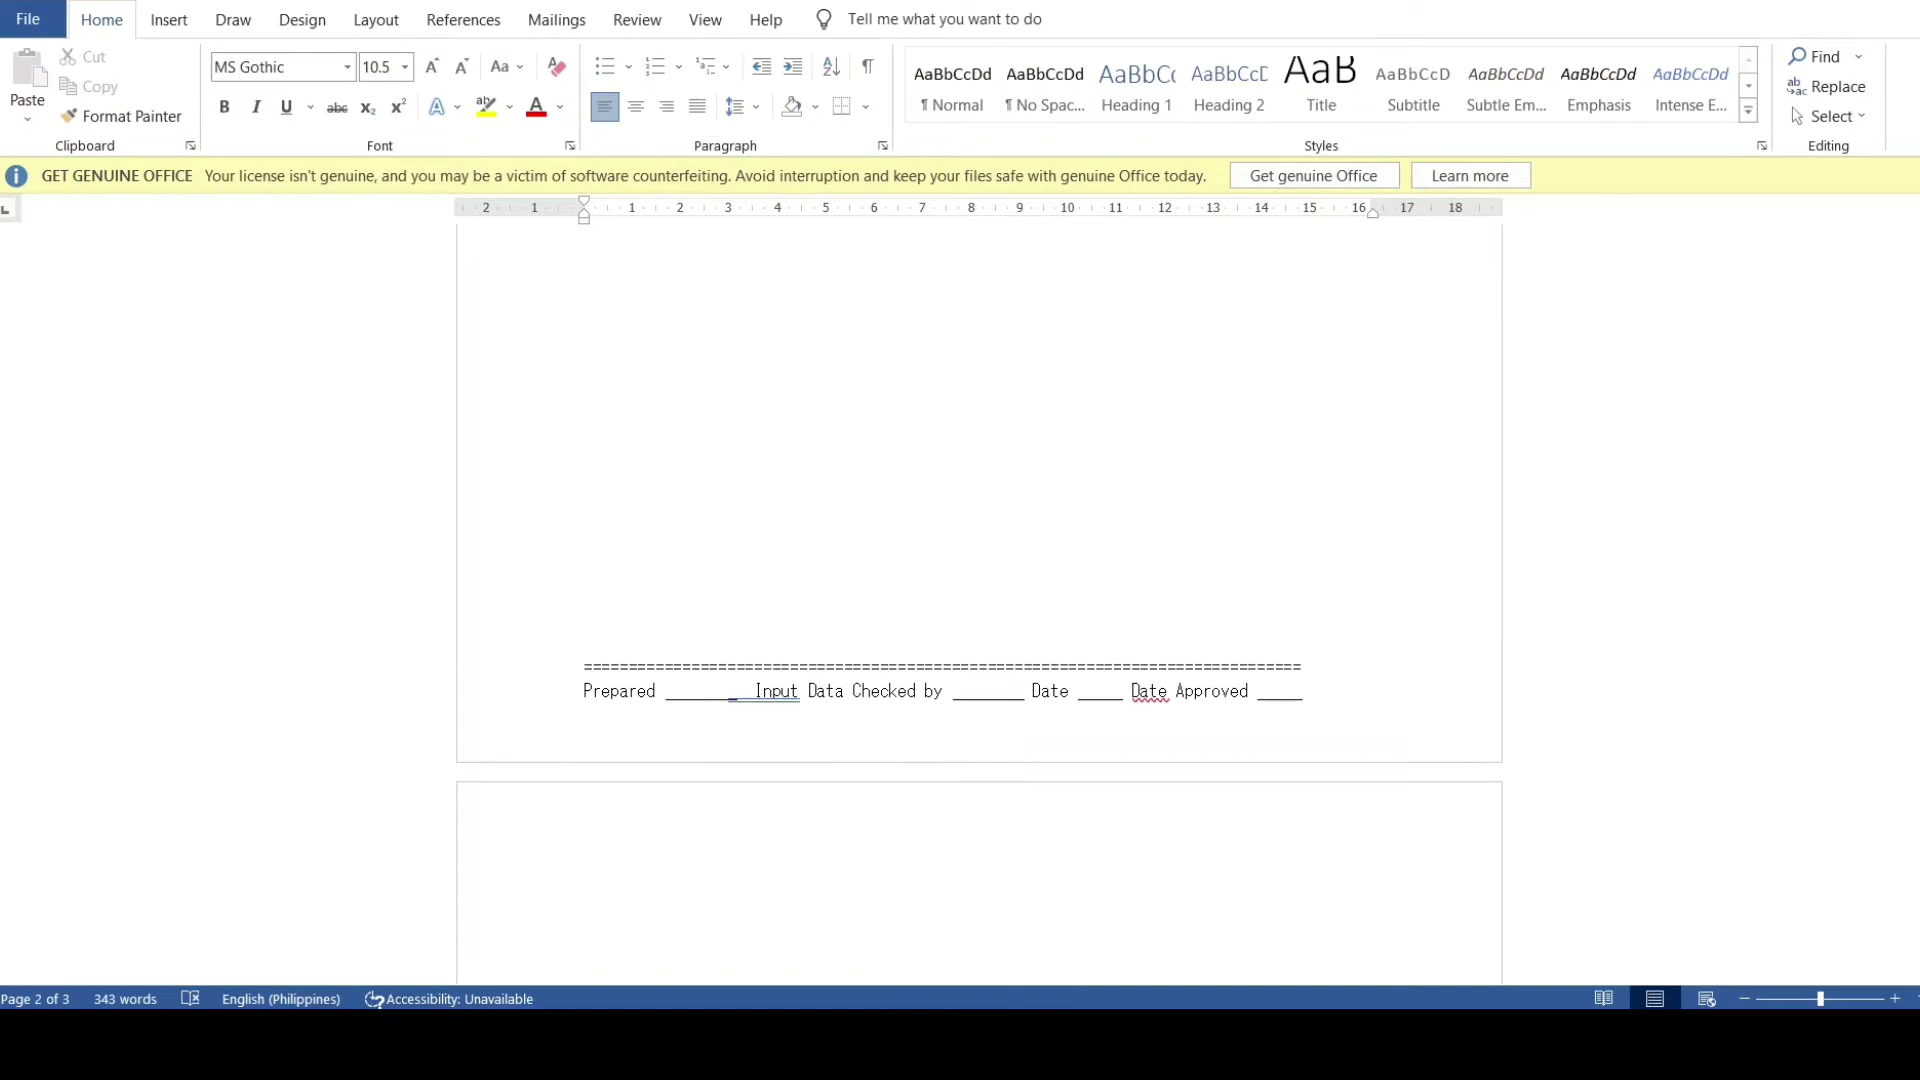 File Home Insert Draw Design Layout References Mailings Review View Help Tell me what you want to do
Paste Cut Copy Format Painter Clipboard
MS Gothic 10.5 Aa
B I U abc x₂ x² A ab A Font
Paragraph
AaBbCcDd AaBbCcDd AaBbCc AaBbCcD AaB AaBbCcD AaBbCcDd AaBbCcDd AaBbCcDd
¶ Normal ¶ No Spac... Heading 1 Heading 2 Title Subtitle Subtle Em... Emphasis Intense E...
Styles
Find
Replace
Select
Editing
GET GENUINE OFFICE Your license isn't genuine, and you may be a victim of software counterfeiting. Avoid interruption and keep your files safe with genuine Office today. Get genuine Office Learn more
2 1 1 2 3 4 5 6 7 8 9 10 11 12 13 14 15 16 17 18
================================================================================
Prepared ________ Input Data Checked by ________ Date _____ Date Approved _____
Page 2 of 3 343 words English (Philippines) Accessibility: Unavailable